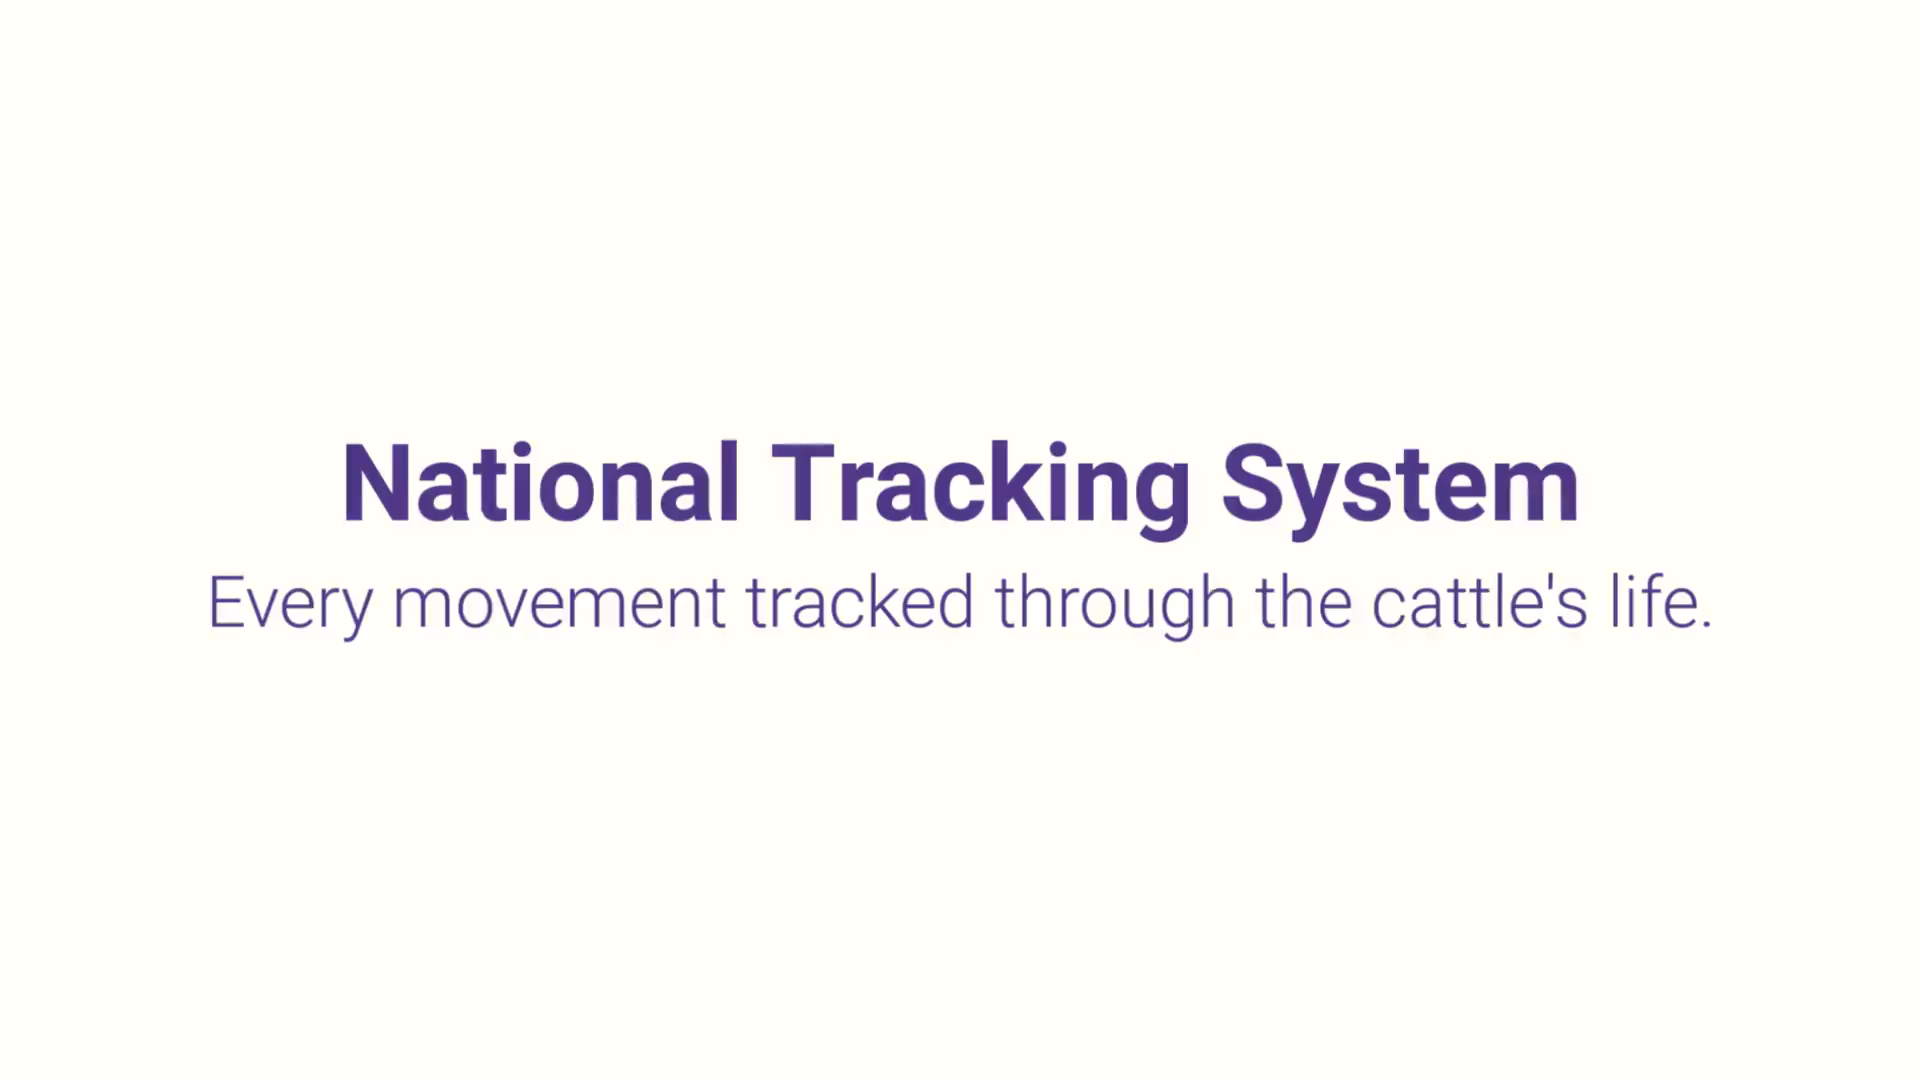 National Tracking System
Every movement tracked through the cattle's life.